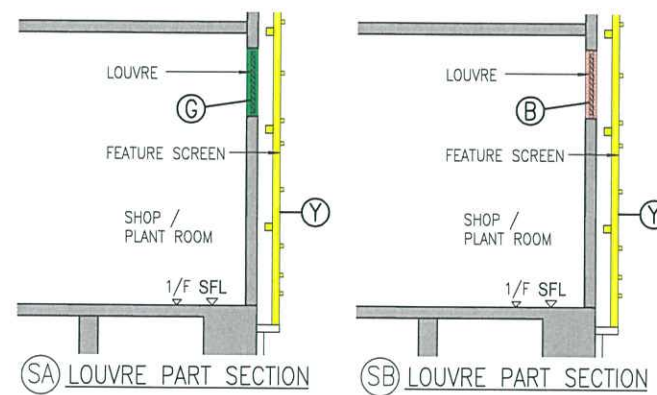 LOUVRE
G
FEATURE SCREEN
Y
SHOP /
PLANT ROOM
1/F SFL
SA LOUVRE PART SECTION
LOUVRE
B
FEATURE SCREEN
Y
SHOP /
PLANT ROOM
1/F SFL
SB LOUVRE PART SECTION